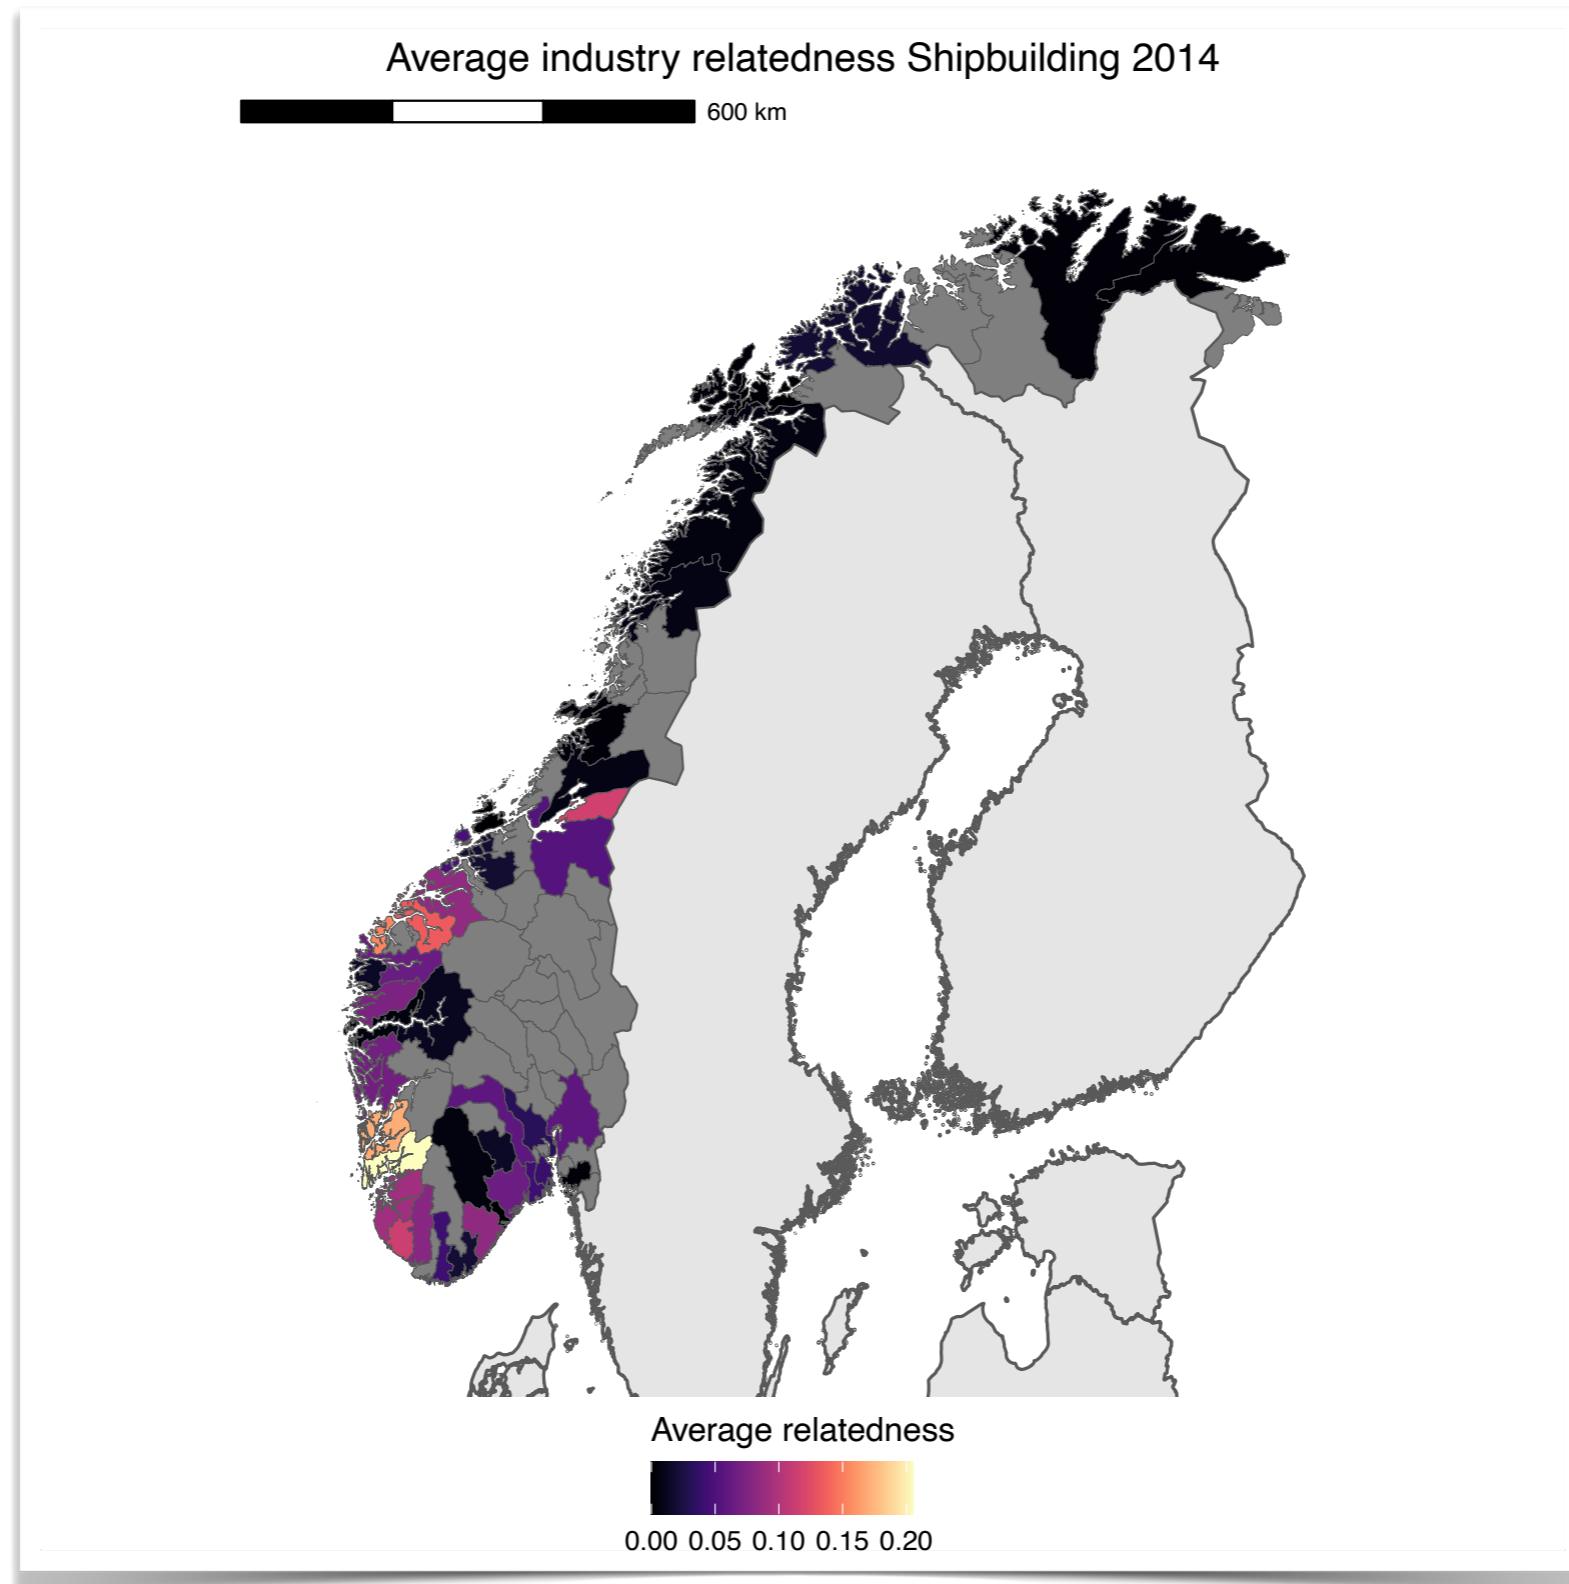 Average industry relatedness Shipbuilding 2014
600 km
Average relatedness
0.00 0.05 0.10 0.15 0.20